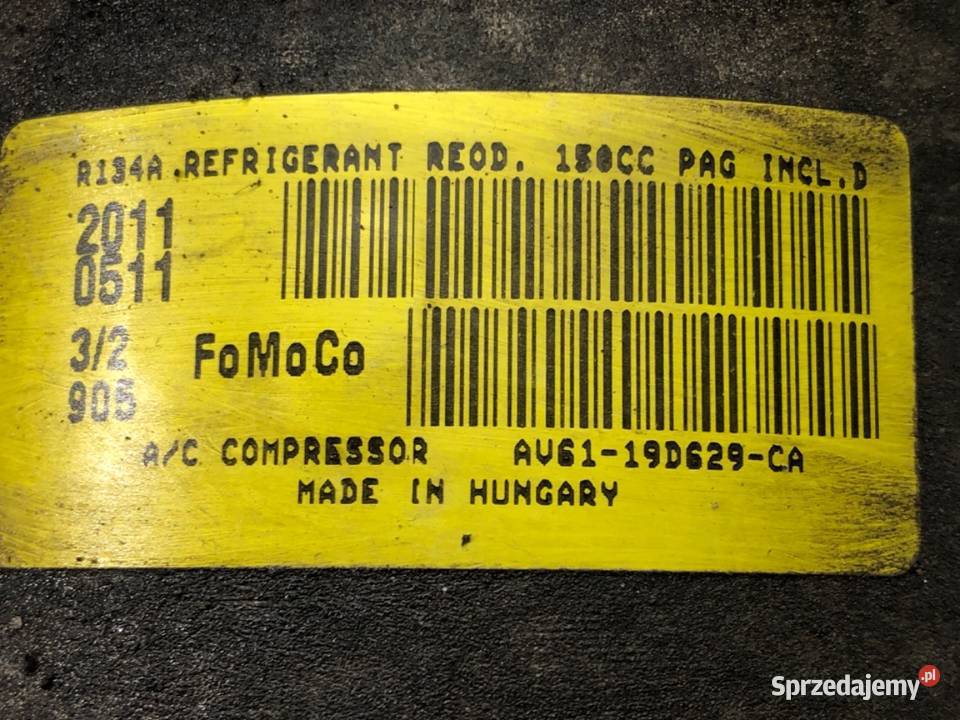 R134A.REFRIGERANT REOD. 150CC PAG INCL.D
2011
0511
3/2
905
FoMoCo
A/C COMPRESSOR AV61-19D629-CA
MADE IN HUNGARY
Sprzedajemy.pl